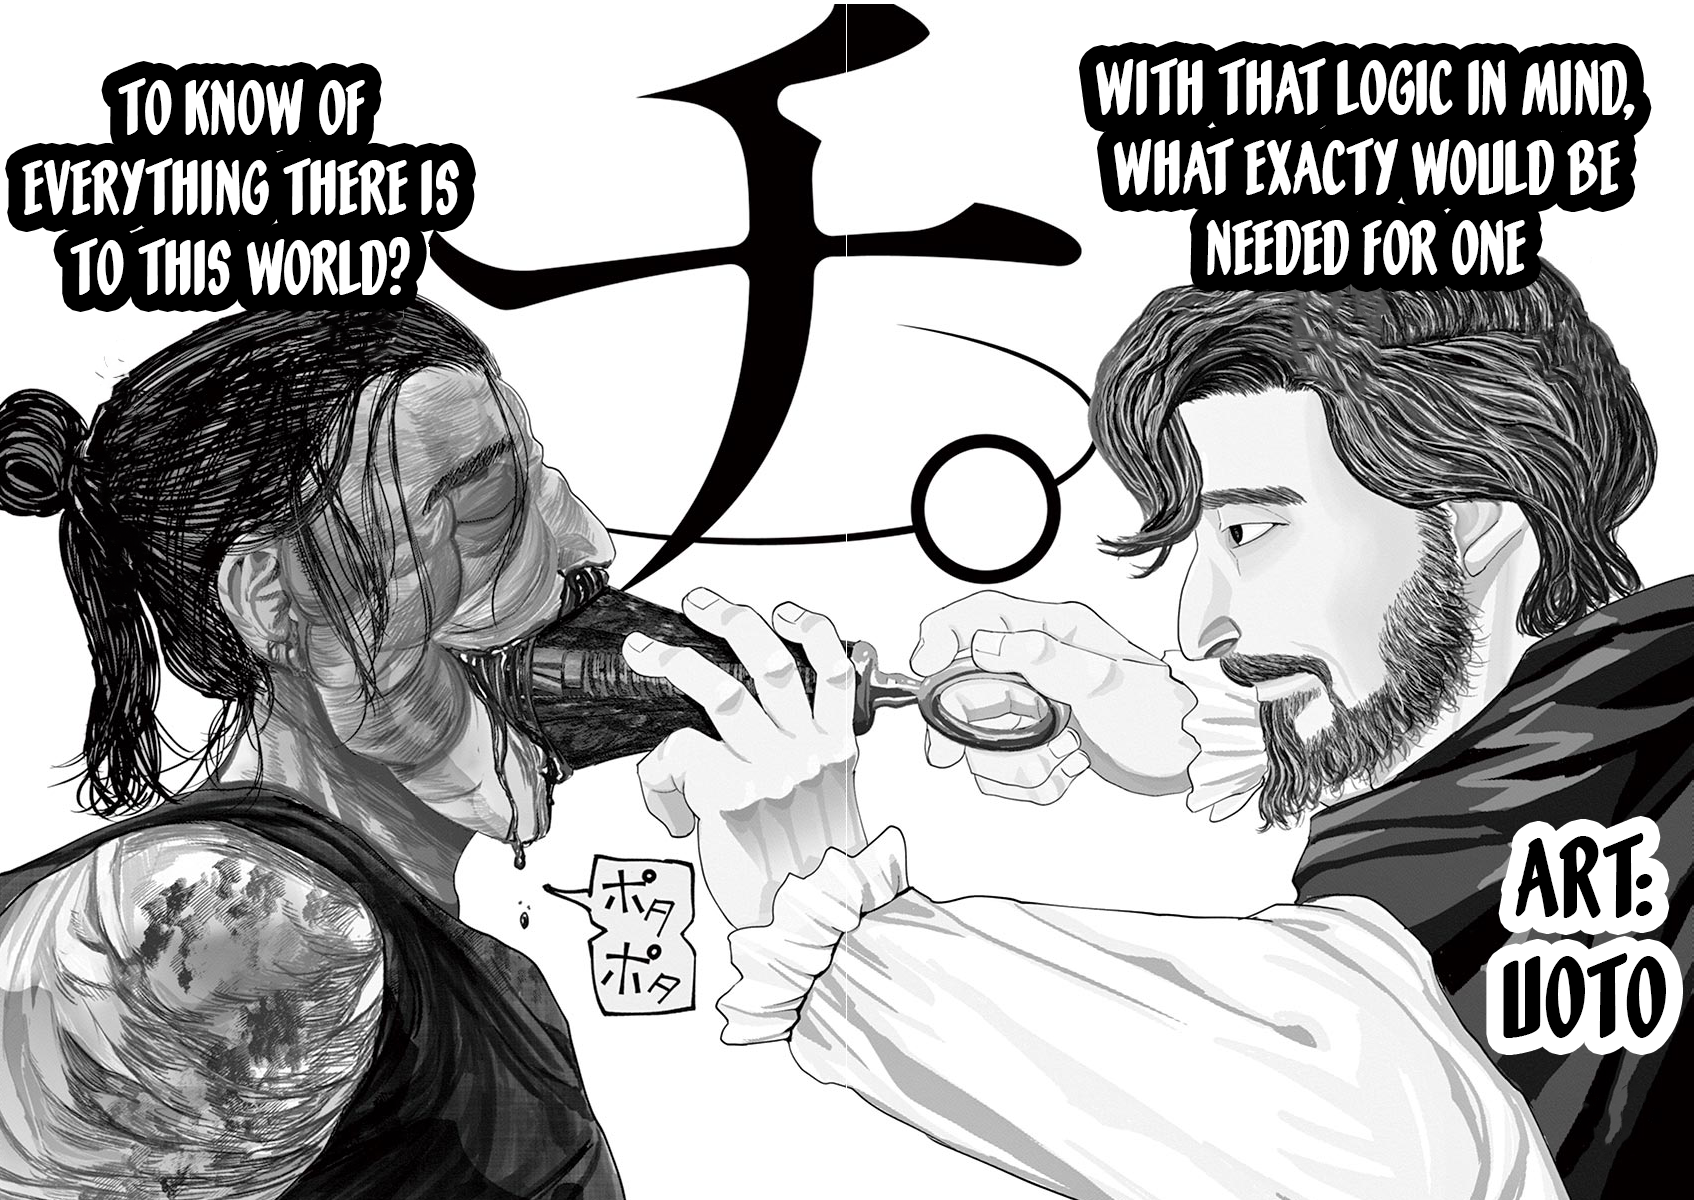 WITH THAT LOGIC IN MIND,
WHAT EXACTY WOULD BE
NEEDED FOR ONE
チ。
TO KNOW OF
EVERYTHING THERE IS
TO THIS WORLD?
ポタ
ポタ
ART:
UOTO